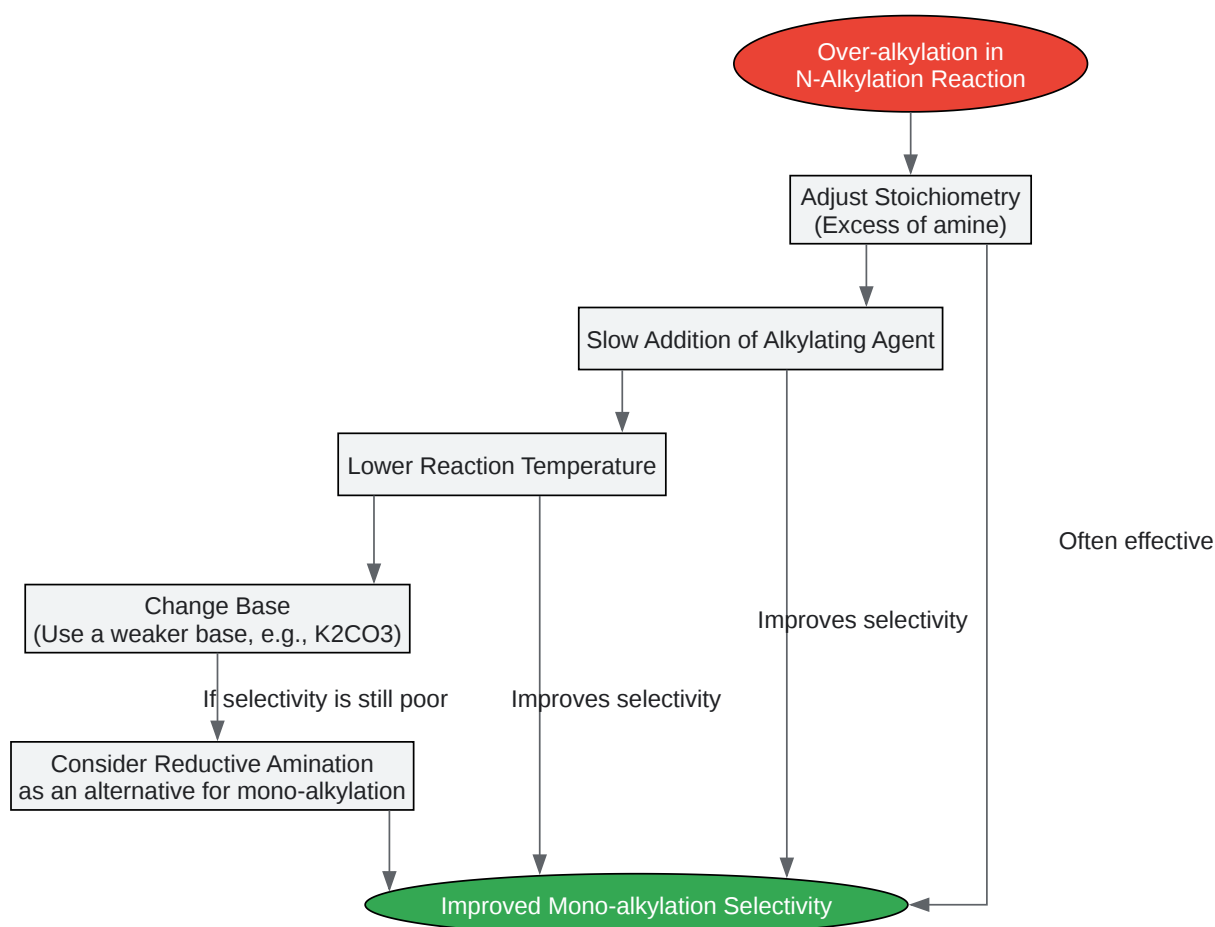 Over-alkylation in
N-Alkylation Reaction
Adjust Stoichiometry
(Excess of amine)
Slow Addition of Alkylating Agent
Lower Reaction Temperature
Often effective
Change Base
(Use a weaker base, e.g., K2CO3)
Improves selectivity
If selectivity is still poor
Improves selectivity
Consider Reductive Amination
as an alternative for mono-alkylation
Improved Mono-alkylation Selectivity